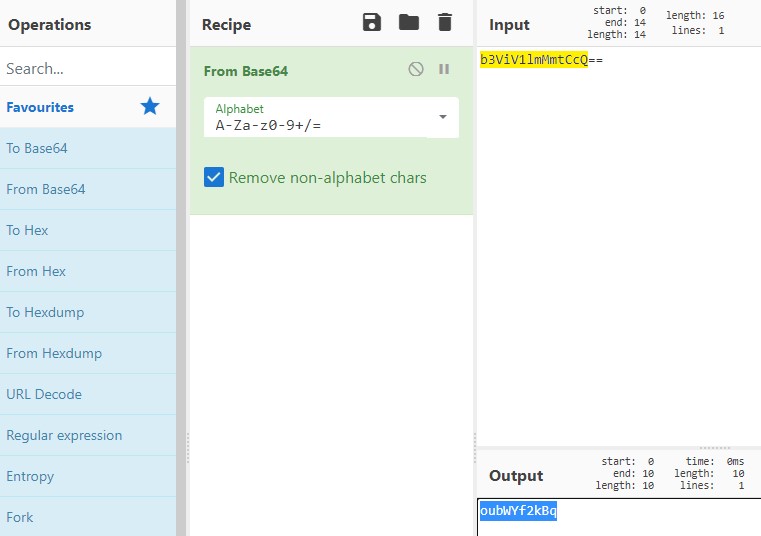 Operations
Search...
Favourites
To Base64
From Base64
To Hex
From Hex
To Hexdump
From Hexdump
URL Decode
Regular expression
Entropy
Fork
Recipe
From Base64
Alphabet
A-Za-z0-9+/=
Remove non-alphabet chars
Input
start: 0
end: 14
length: 14
length: 16
lines: 1
b3ViV1lmMmtCcQ==
Output
start: 0
end: 10
length: 10
time: 0ms
length: 10
lines: 1
oubWYf2kBq